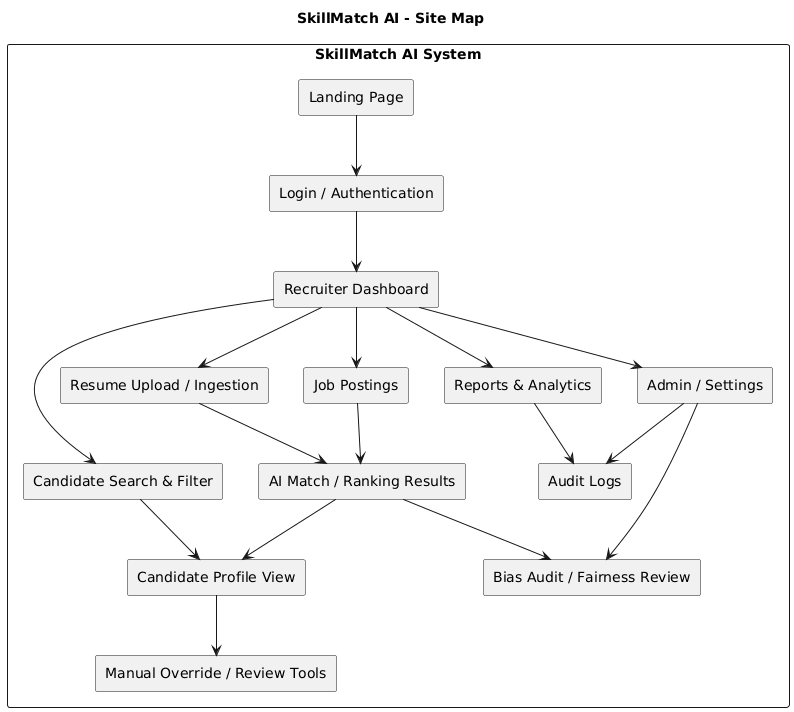 SkillMatch AI - Site Map
SkillMatch AI System
Landing Page
Login / Authentication
Recruiter Dashboard
Resume Upload / Ingestion
Job Postings
Reports & Analytics
Admin / Settings
Candidate Search & Filter
AI Match / Ranking Results
Audit Logs
Candidate Profile View
Bias Audit / Fairness Review
Manual Override / Review Tools